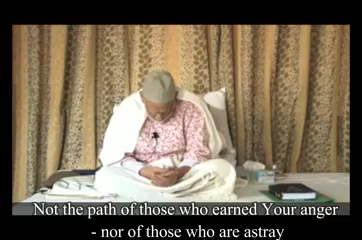 Not the path of those who earned Your anger
- nor of those who are astray